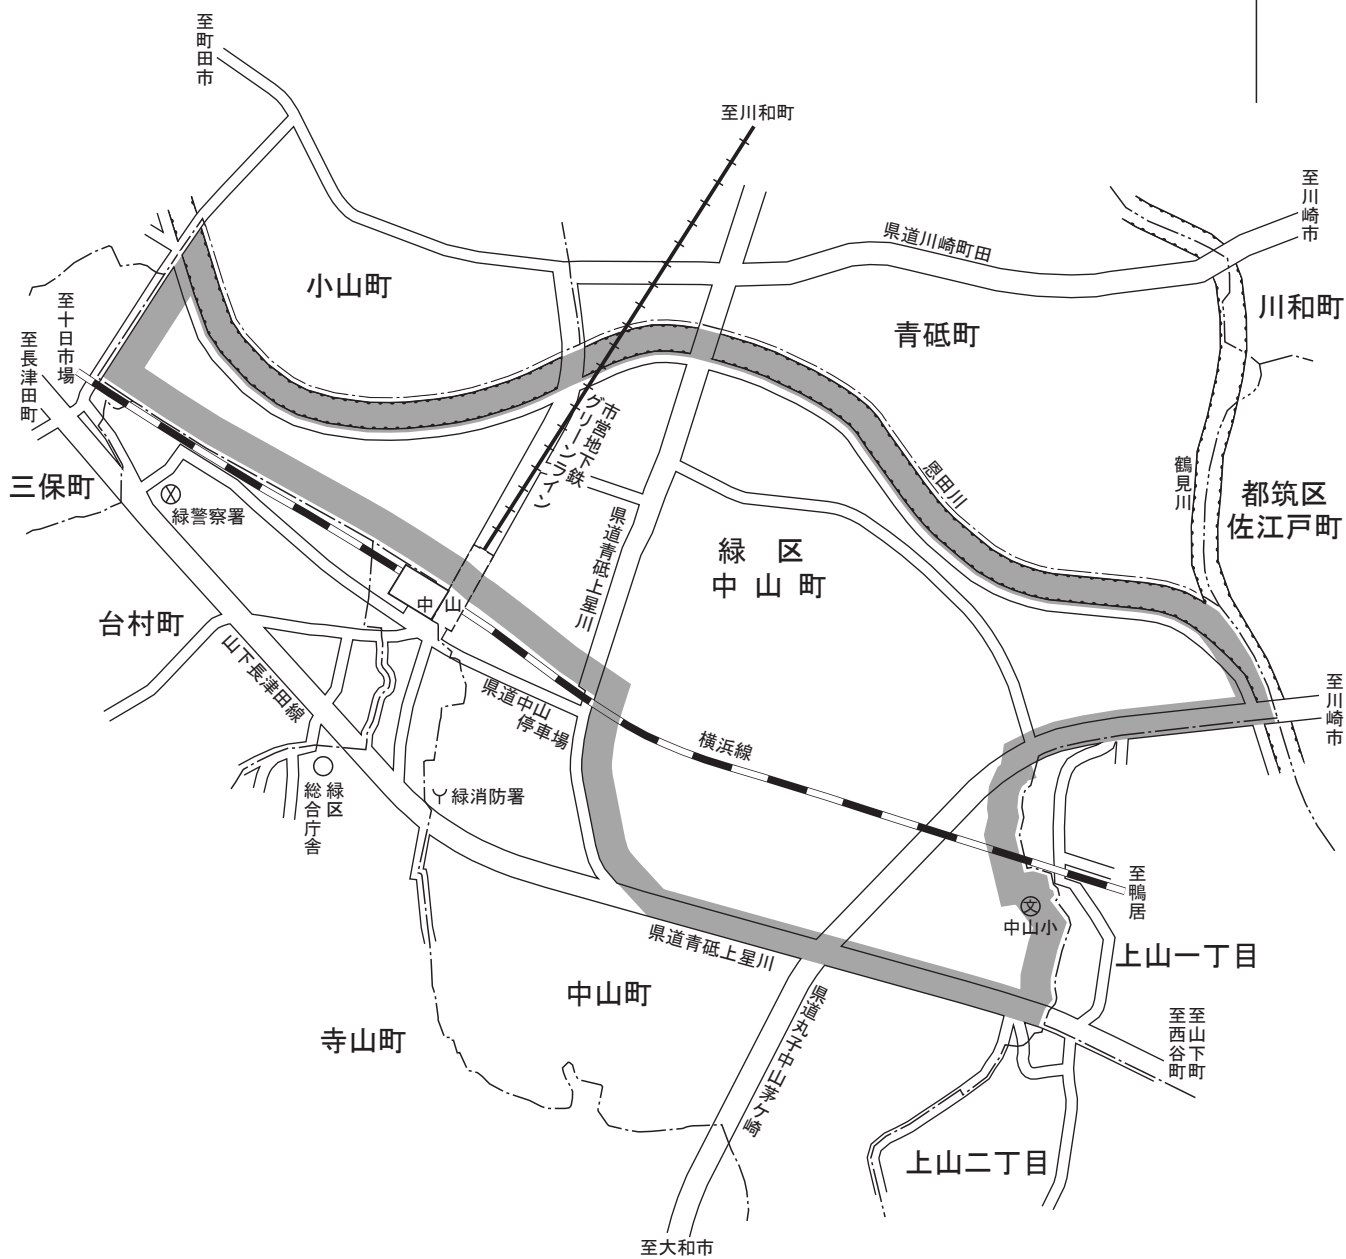 至町田市
至川和町
至川崎市
県道川崎町田
小山町
川和町
至十日市場
青砥町
至長津田町
市営地下鉄
グリーンライン
恩田川
鶴見川
三保町
都筑区
佐江戸町
緑警察署
県道青砥上星川
緑 区
中 山 町
中 山
台村町
山下長津田線
県道中山
停車場
至川崎市
横浜線
緑区
総合庁舎
緑消防署
至鴨居
文
中山小
県道青砥上星川
上山一丁目
中山町
県道丸子中山茅ケ崎
寺山町
至山下町
至西谷町
上山二丁目
至大和市